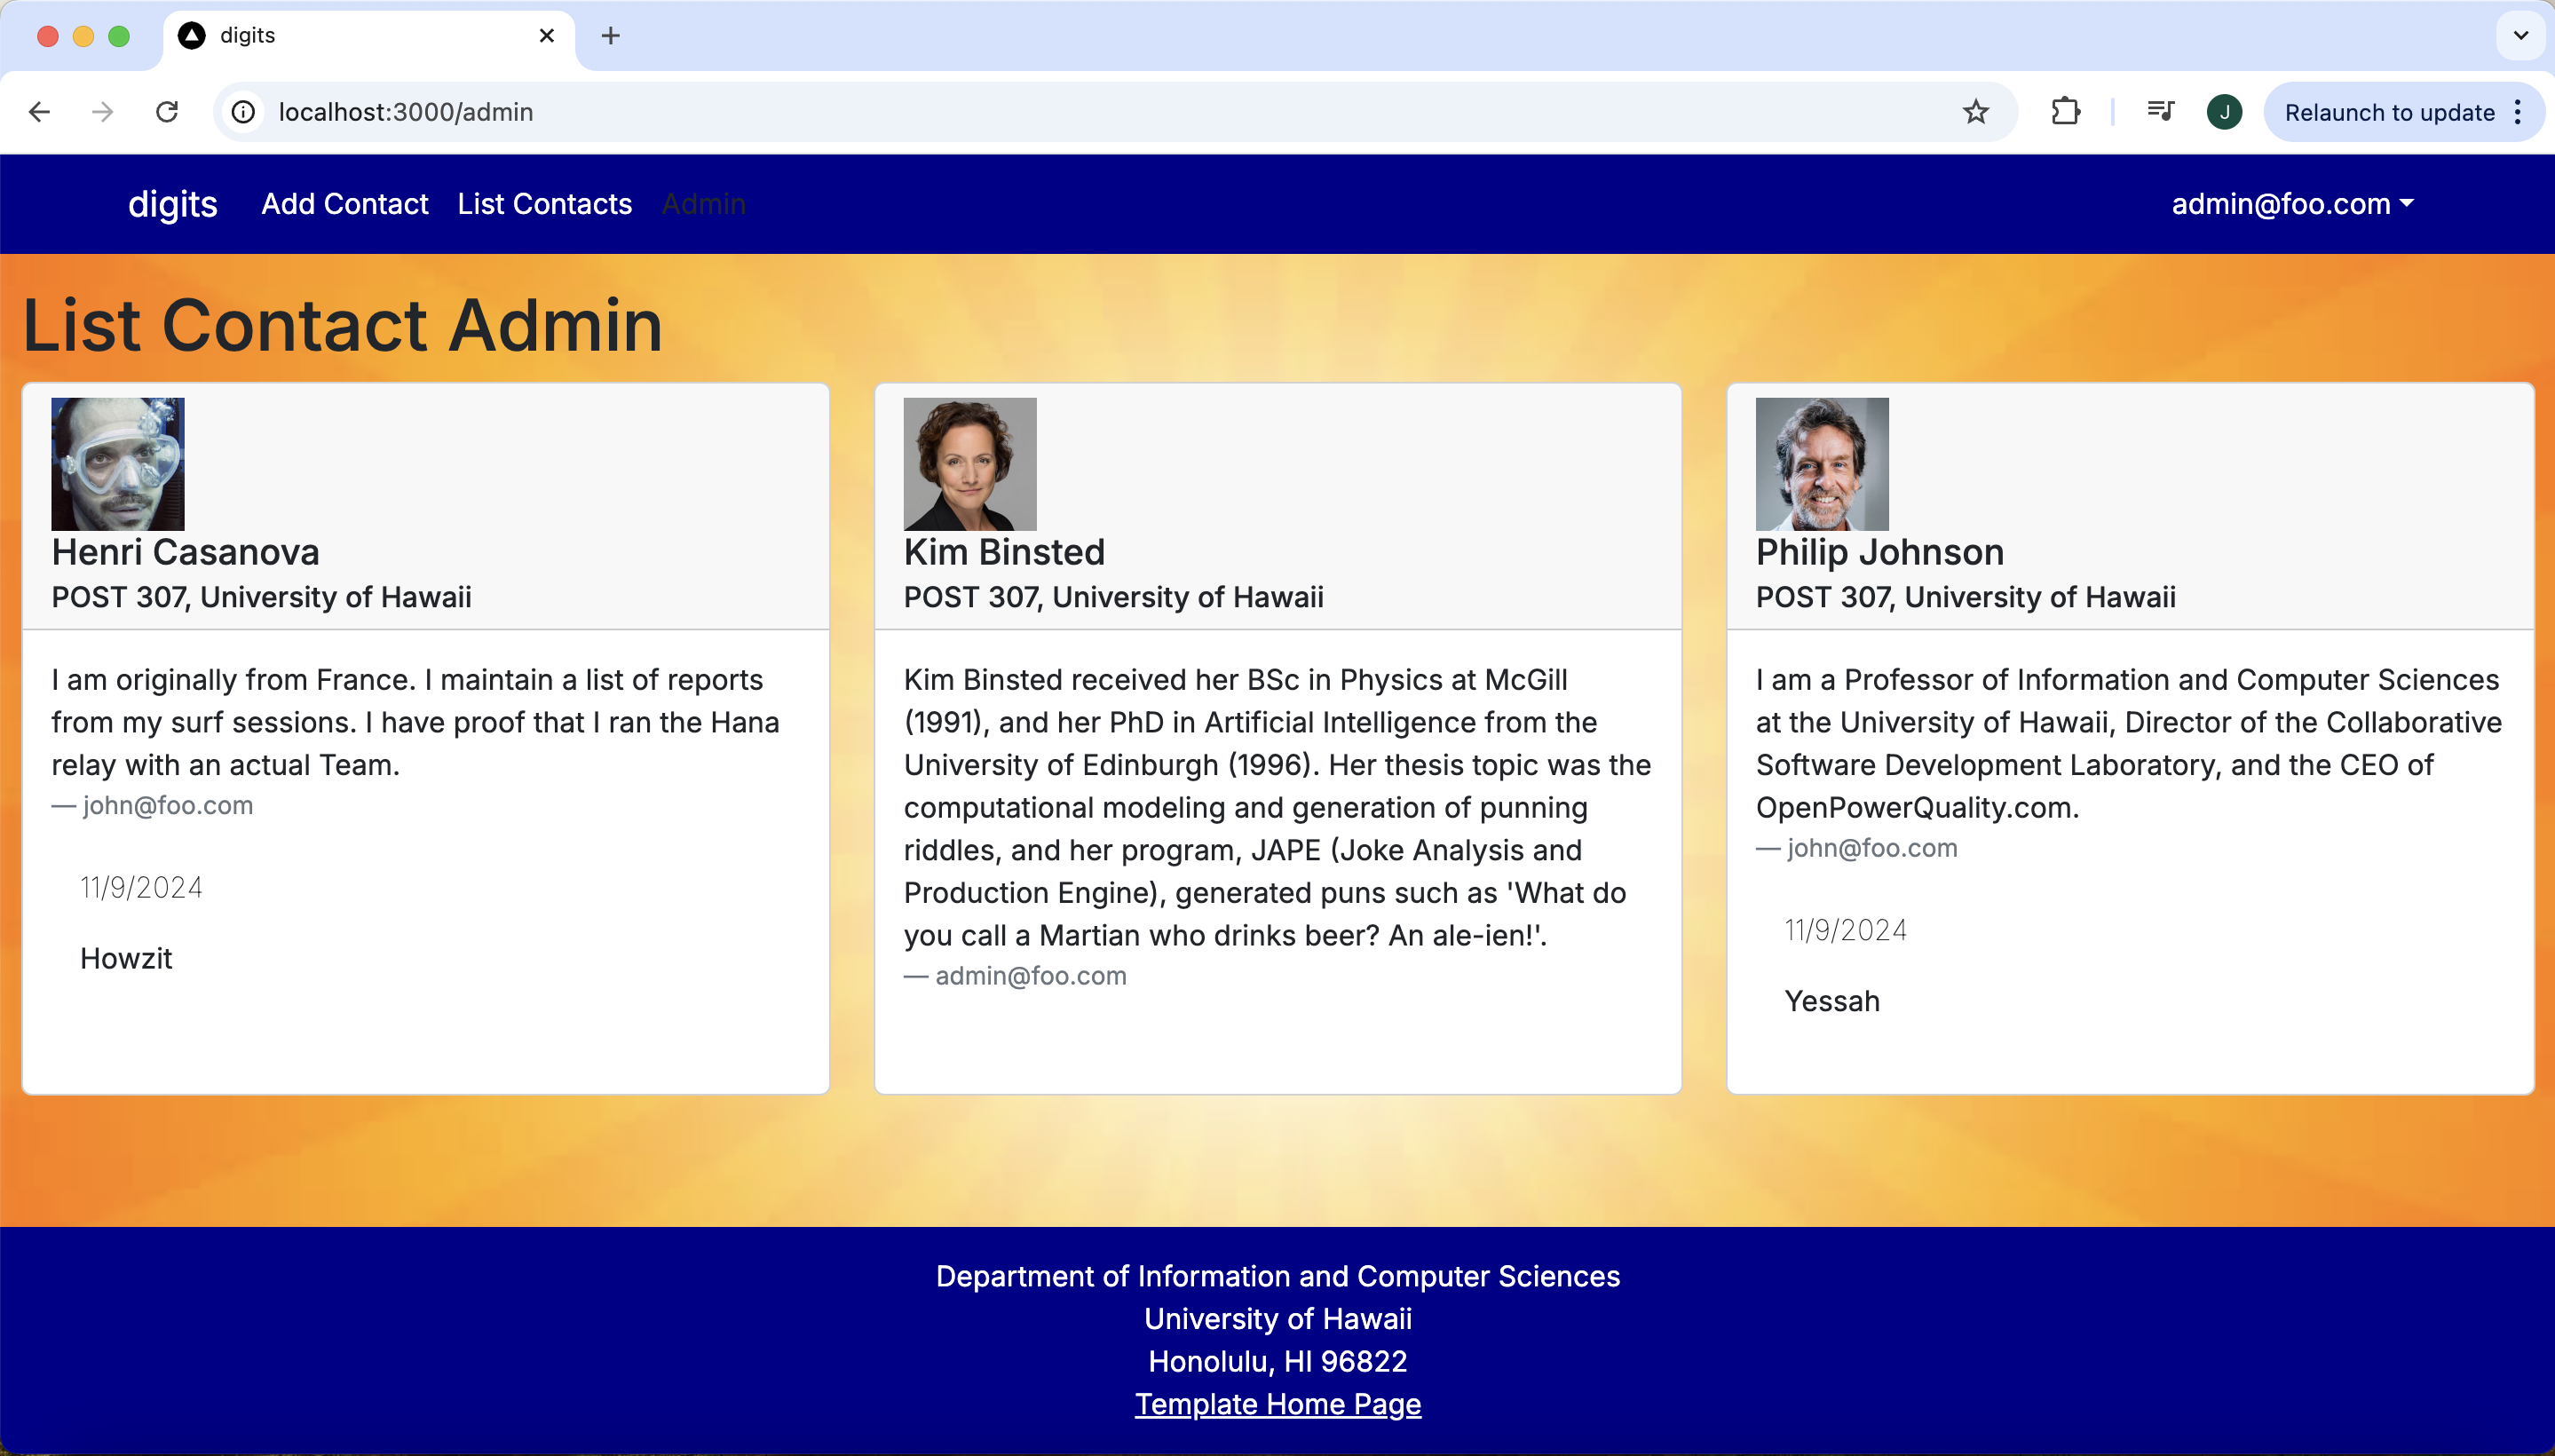 digits
localhost:3000/admin
J
Relaunch to update
digits Add Contact List Contacts Admin admin@foo.com
List Contact Admin
Henri Casanova
POST 307, University of Hawaii
I am originally from France. I maintain a list of reports
from my surf sessions. I have proof that I ran the Hana
relay with an actual Team.
— john@foo.com
11/9/2024
Howzit
Kim Binsted
POST 307, University of Hawaii
Kim Binsted received her BSc in Physics at McGill
(1991), and her PhD in Artificial Intelligence from the
University of Edinburgh (1996). Her thesis topic was the
computational modeling and generation of punning
riddles, and her program, JAPE (Joke Analysis and
Production Engine), generated puns such as 'What do
you call a Martian who drinks beer? An ale-ien!'.
— admin@foo.com
Philip Johnson
POST 307, University of Hawaii
I am a Professor of Information and Computer Sciences
at the University of Hawaii, Director of the Collaborative
Software Development Laboratory, and the CEO of
OpenPowerQuality.com.
— john@foo.com
11/9/2024
Yessah
Department of Information and Computer Sciences
University of Hawaii
Honolulu, HI 96822
Template Home Page